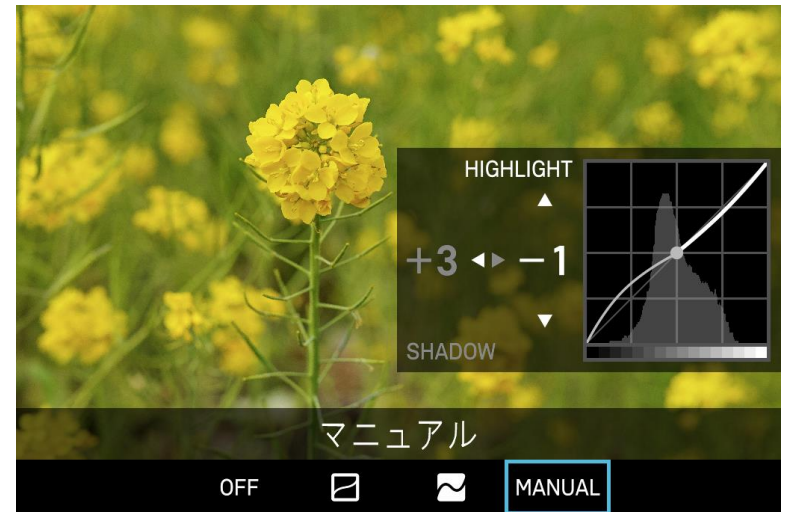 HIGHLIGHT
+3 −1
SHADOW
マニュアル
OFF MANUAL